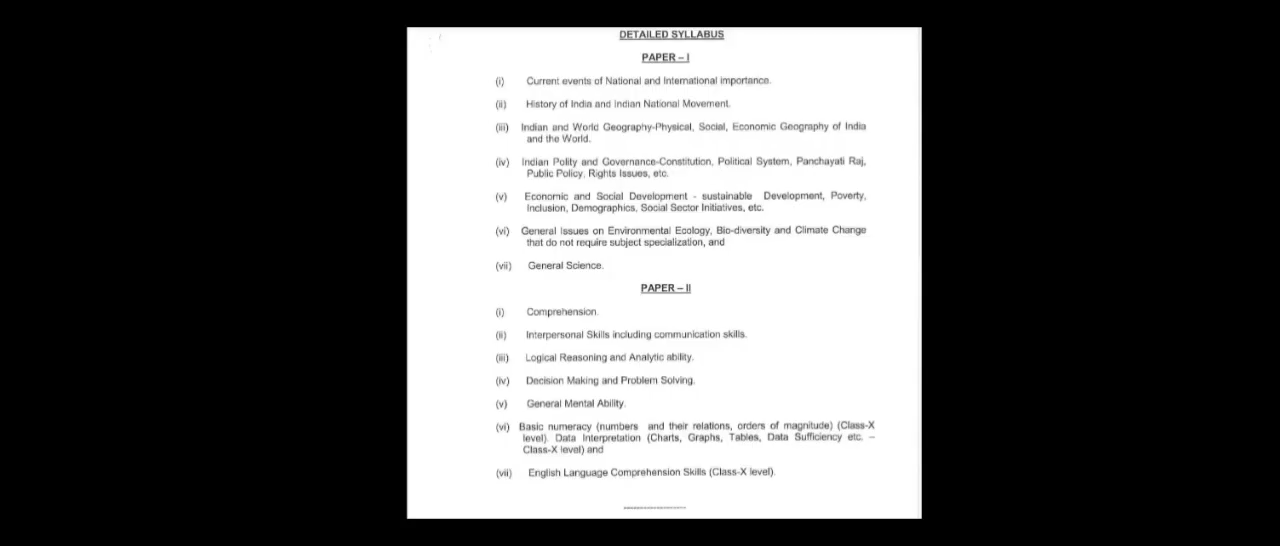 DETAILED SYLLABUS
PAPER – I
(i) Current events of National and International importance.
(ii) History of India and Indian National Movement.
(iii) Indian and World Geography-Physical, Social, Economic Geography of India
and the World.
(iv) Indian Polity and Governance-Constitution, Political System, Panchayati Raj,
Public Policy, Rights Issues, etc.
(v) Economic and Social Development - sustainable Development, Poverty,
Inclusion, Demographics, Social Sector Initiatives, etc.
(vi) General Issues on Environmental Ecology, Bio-diversity and Climate Change
that do not require subject specialization, and
(vii) General Science.
PAPER – II
(i) Comprehension.
(ii) Interpersonal Skills including communication skills.
(iii) Logical Reasoning and Analytic ability.
(iv) Decision Making and Problem Solving.
(v) General Mental Ability.
(vi) Basic numeracy (numbers and their relations, orders of magnitude) (Class-X
level). Data Interpretation (Charts, Graphs, Tables, Data Sufficiency etc. –
Class-X level) and
(vii) English Language Comprehension Skills (Class-X level).